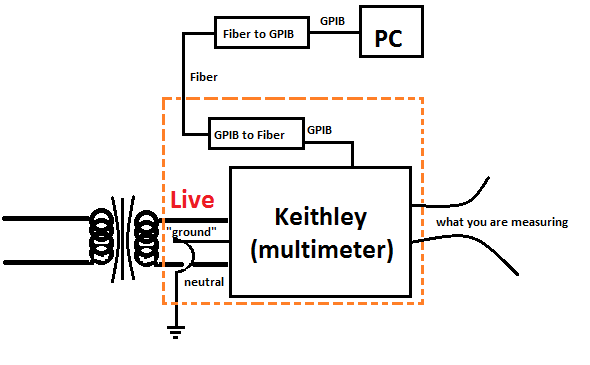 GPIB
Fiber to GPIB
PC
Fiber
GPIB to Fiber
GPIB
Live
"ground"
Keithley
(multimeter)
what you are measuring
neutral